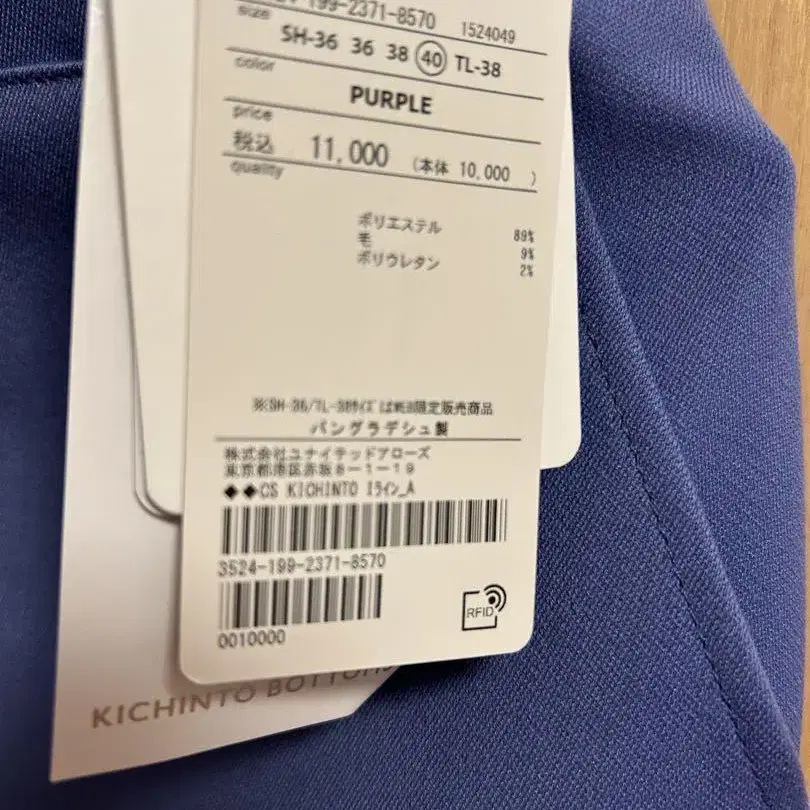 199-2371-8570 1524049
size
SH-36 36 38 40 TL-38
color
PURPLE
price
税込 11,000 (本体 10,000 )
quality
ポリエステル 89%
毛 9%
ポリウレタン 2%
※SH-36/TL-38サイズはWEB限定販売商品
バングラデシュ製
株式会社ユナイテッドアローズ
東京都港区赤坂8-1-19
◆◆CS KICHINTO Iライン_A
3524-199-2371-8570
RFID
0010000
KICHINTO BOTTOMS